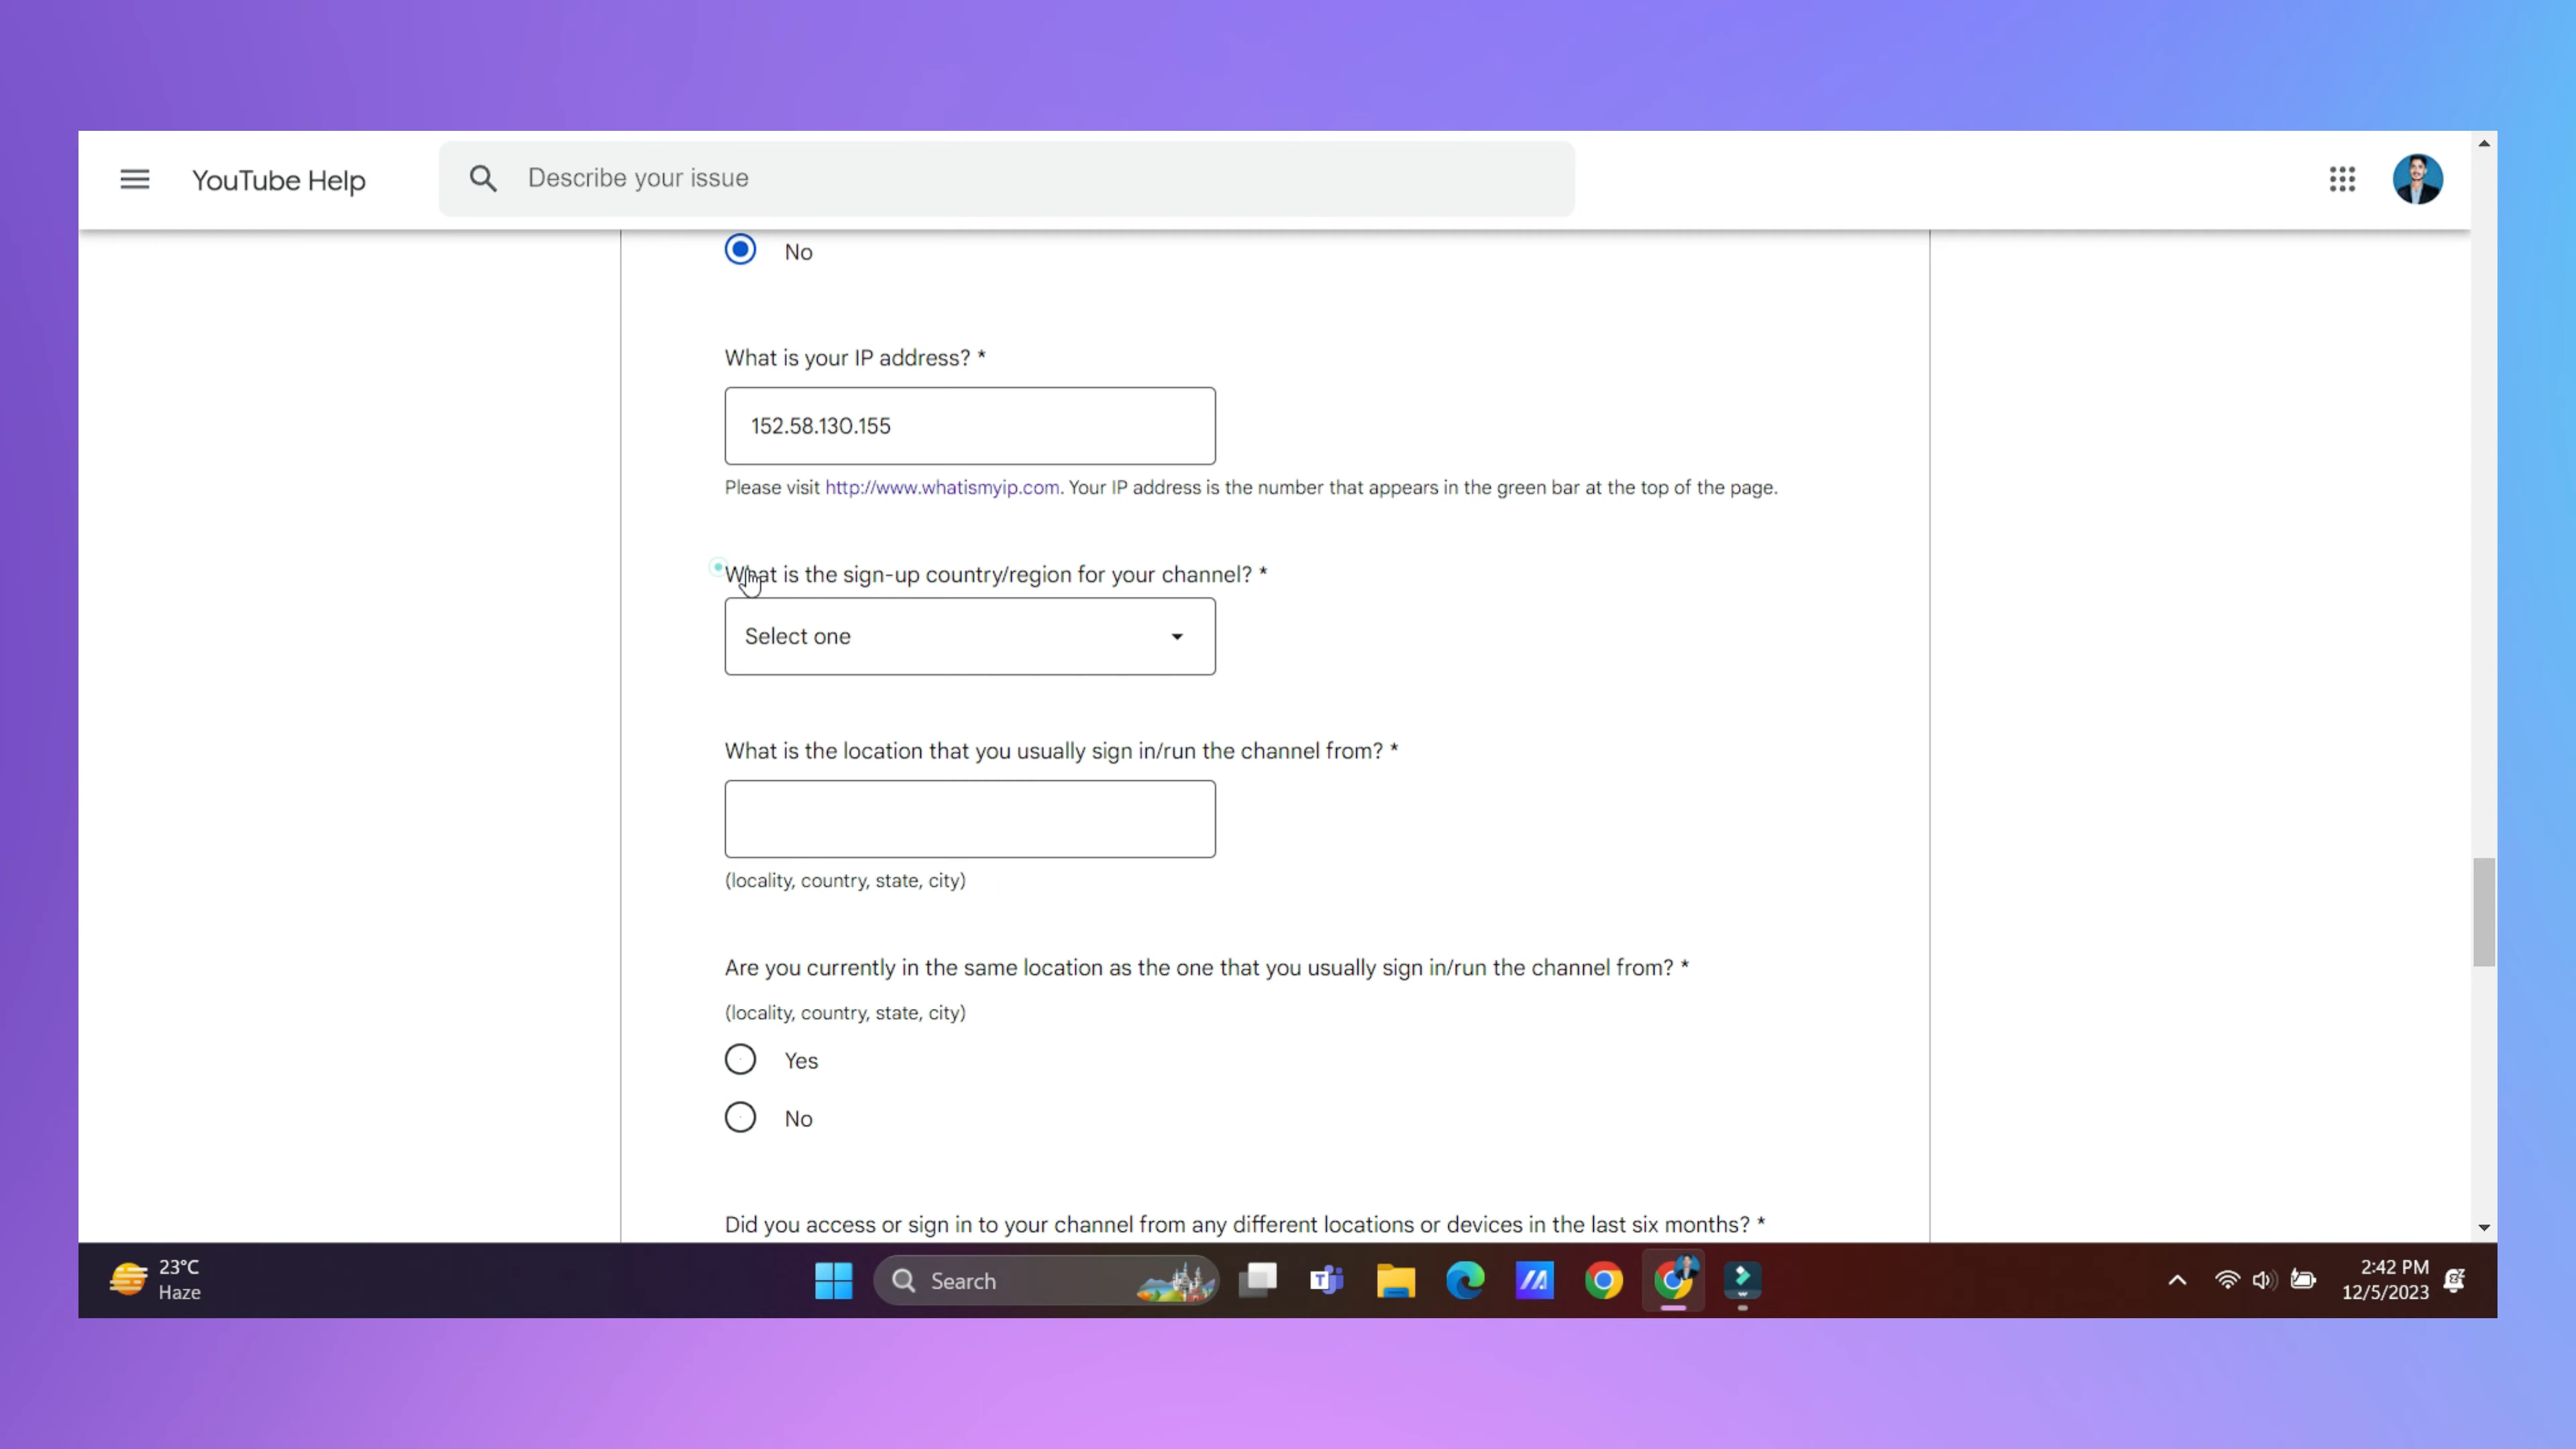 YouTube Help
Describe your issue
No
What is your IP address? *
152.58.130.155
Please visit http://www.whatismyip.com. Your IP address is the number that appears in the green bar at the top of the page.
What is the sign-up country/region for your channel? *
Select one
What is the location that you usually sign in/run the channel from? *
(locality, country, state, city)
Are you currently in the same location as the one that you usually sign in/run the channel from? *
(locality, country, state, city)
Yes
No
Did you access or sign in to your channel from any different locations or devices in the last six months? *
23°C
Haze
Search
2:42 PM
12/5/2023